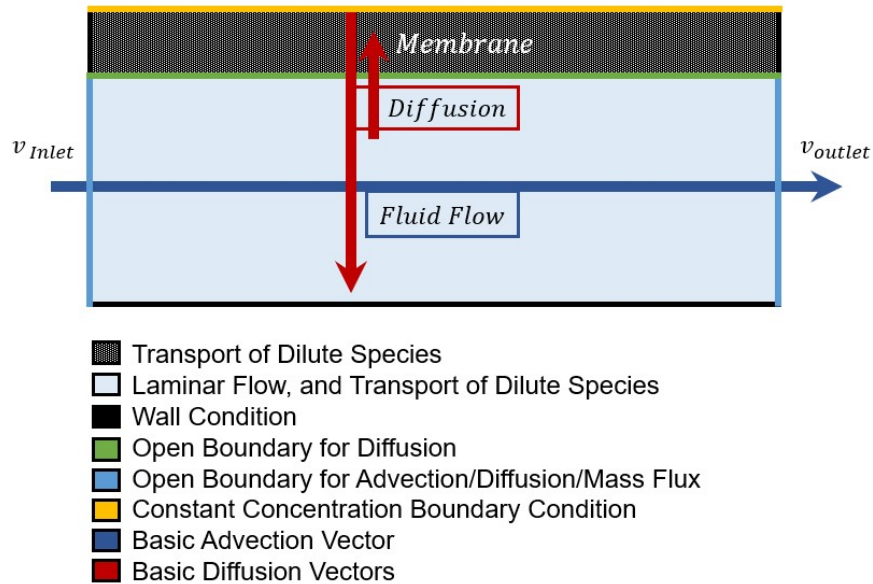 Membrane
Diffusion
v Inlet
v outlet
Fluid Flow
Transport of Dilute Species
Laminar Flow, and Transport of Dilute Species
Wall Condition
Open Boundary for Diffusion
Open Boundary for Advection/Diffusion/Mass Flux
Constant Concentration Boundary Condition
Basic Advection Vector
Basic Diffusion Vectors